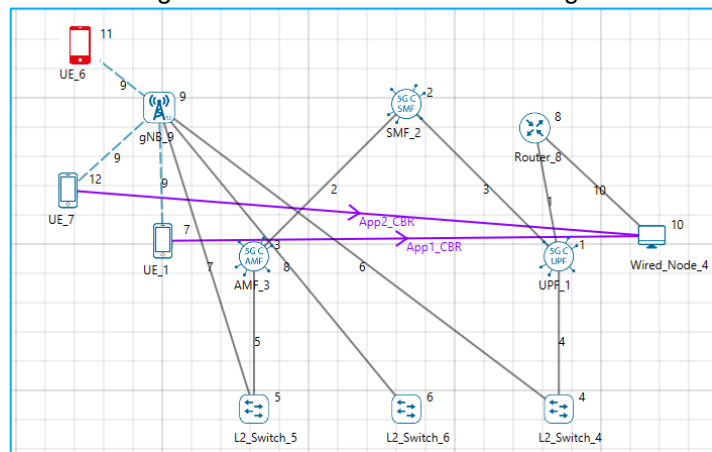 11
UE_6
9
9
gNB_9
2
5G C
SMF
SMF_2
8
Router_8
9
12
UE_7
9
2
3
1
10
App2_CBR
7
UE_1
7
App1_CBR
3
5G C
AMF
AMF_3
8
6
1
5G C
UPF
UPF_1
10
Wired_Node_4
5
4
5
L2_Switch_5
6
L2_Switch_6
4
L2_Switch_4